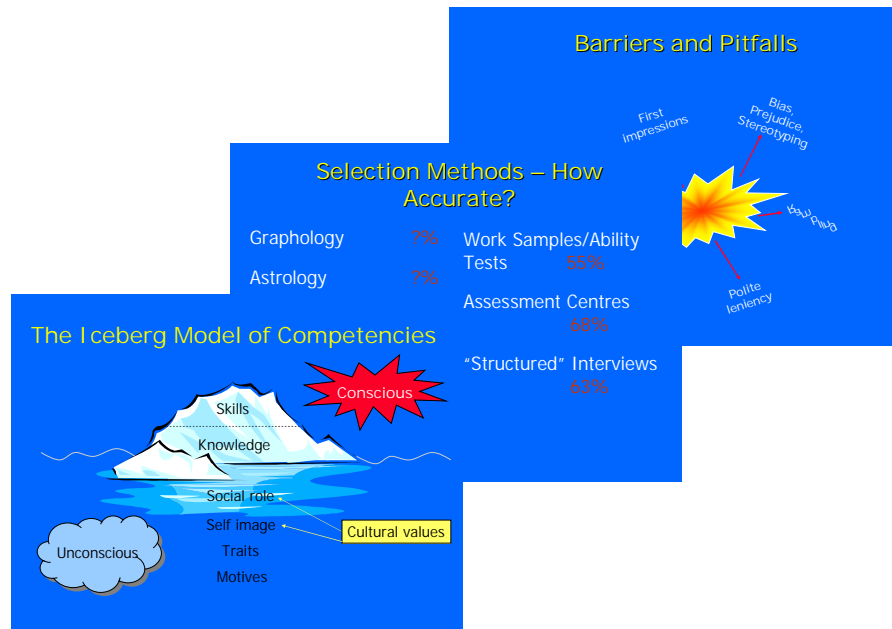 Barriers and Pitfalls
First
impressions
Bias,
Prejudice,
Stereotyping
Polite
leniency
Selection Methods – How
Accurate?
Graphology ?%
Astrology ?%
Work Samples/Ability
Tests 55%
Assessment Centres
68%
“Structured” Interviews
63%
The Iceberg Model of Competencies
Conscious
Skills
Knowledge
Social role
Self image
Cultural values
Unconscious
Traits
Motives